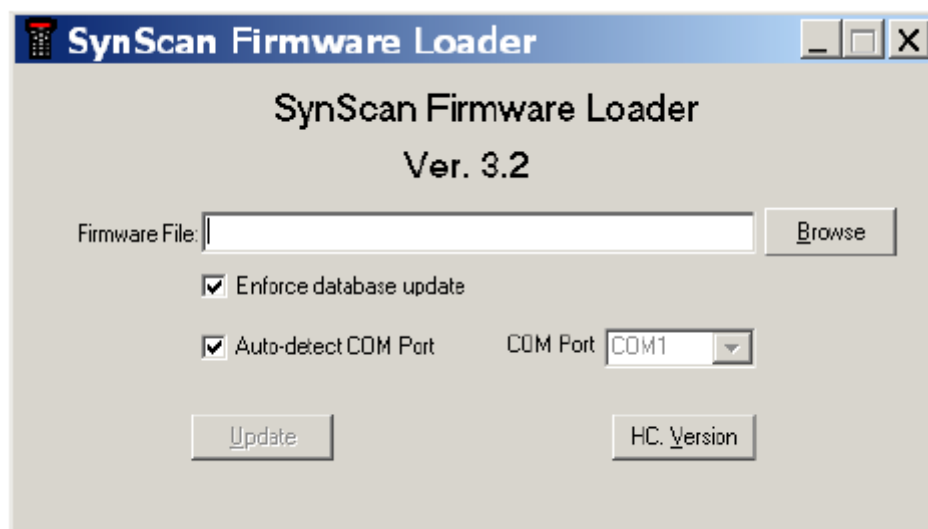 SynScan Firmware Loader
SynScan Firmware Loader
Ver. 3.2
Firmware File: Browse
Enforce database update
Auto-detect COM Port COM Port COM1
Update HC. Version